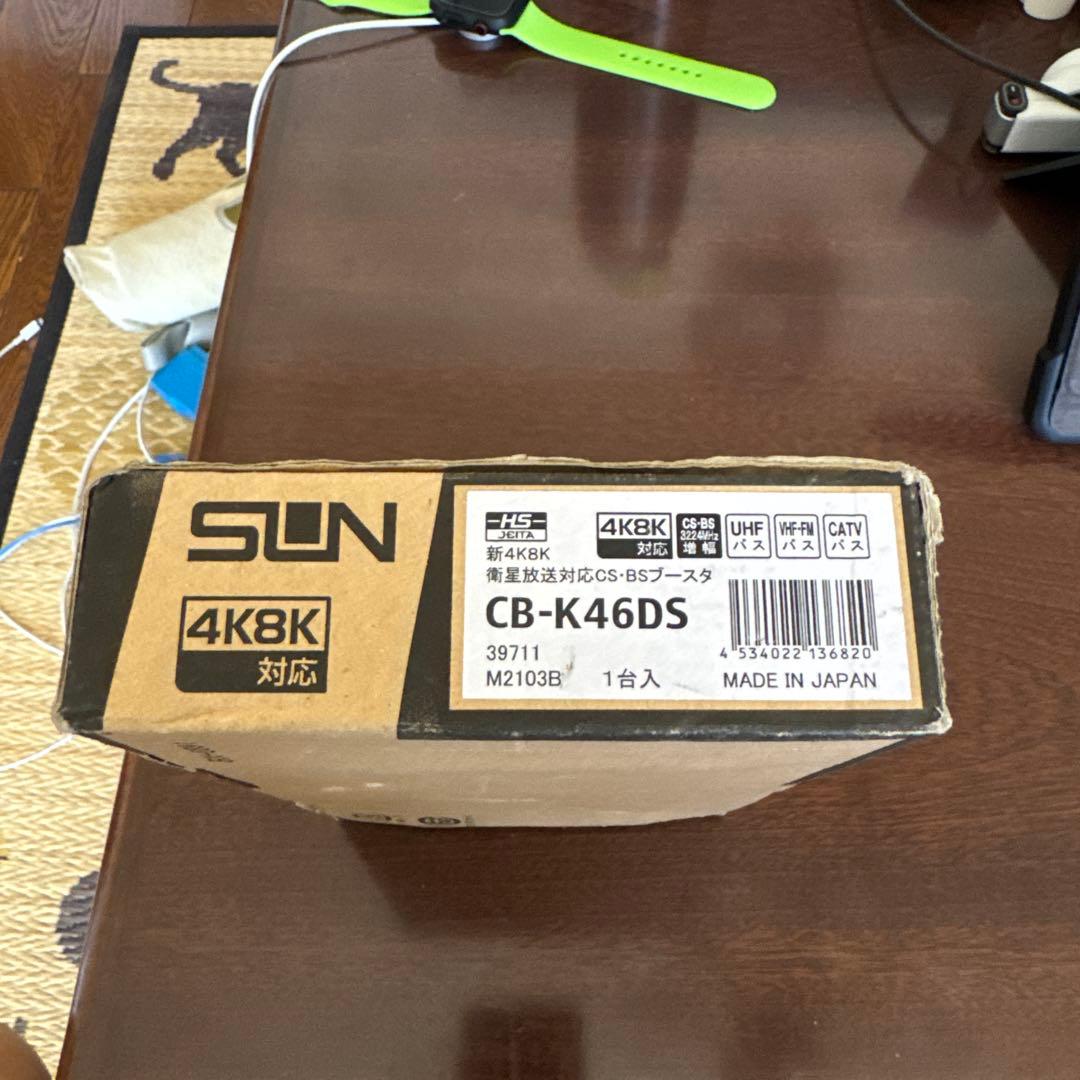 SUN
4K8K
対応
HS
JEITA
4K8K
対応
CS・BS
3224MHz
増幅
UHF
パス
VHF・FM
パス
CATV
パス
新4K8K
衛星放送対応CS・BSブースタ
CB-K46DS
39711
M2103B 1台入
4 534022 136820
MADE IN JAPAN